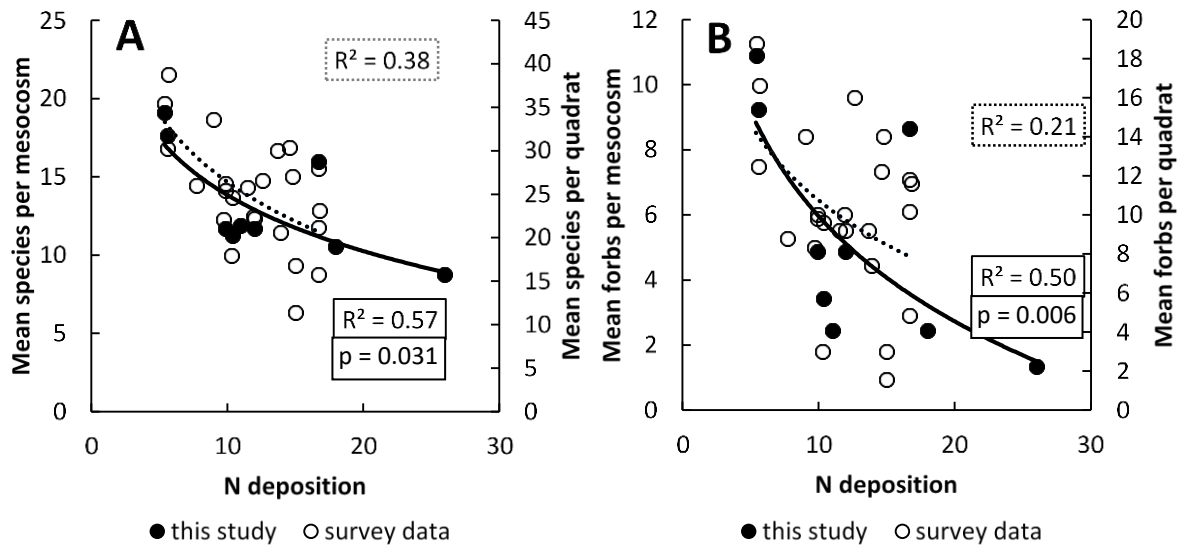 A
R² = 0.38
R² = 0.57
p = 0.031
Mean species per mesocosm
25
20
15
10
5
0
Mean species per quadrat
45
40
35
30
25
20
15
10
5
0
0
10
20
30
N deposition
this study
survey data
B
R² = 0.21
R² = 0.50
p = 0.006
Mean forbs per mesocosm
12
10
8
6
4
2
0
Mean forbs per quadrat
20
18
16
14
12
10
8
6
4
2
0
0
10
20
30
N deposition
this study
survey data